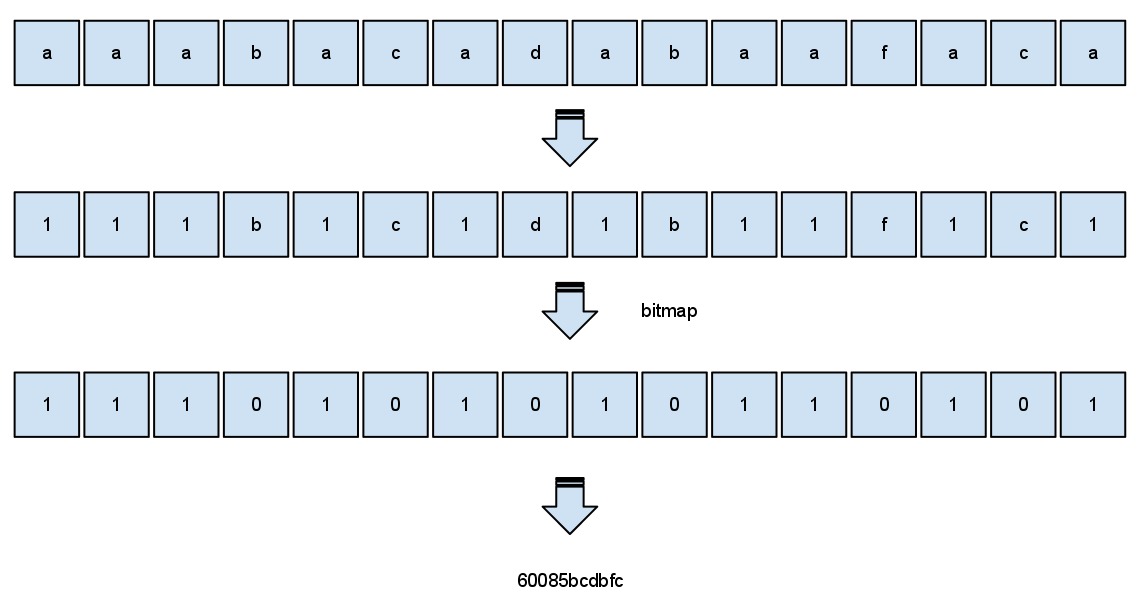 a a a b a c a d a b a a f a c a
1 1 1 b 1 c 1 d 1 b 1 1 f 1 c 1
bitmap
1 1 1 0 1 0 1 0 1 0 1 1 0 1 0 1
60085bcdbfc